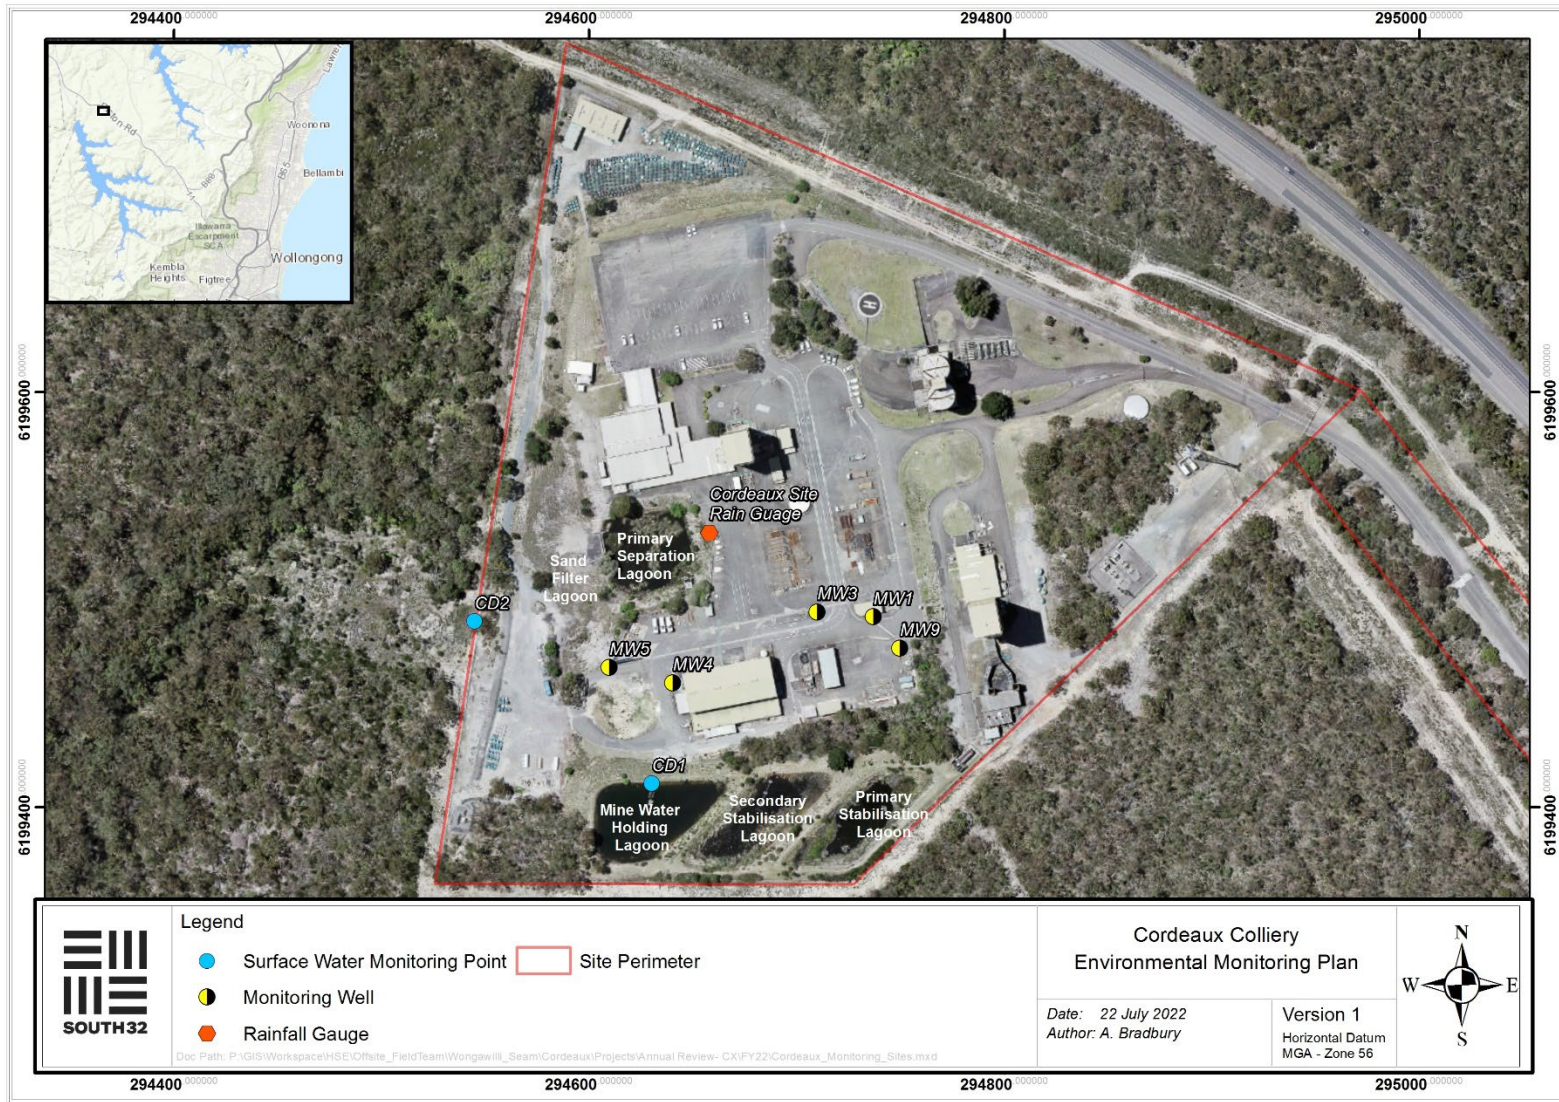 294400.000000
294600.000000
294800.000000
295000.000000
Woonona
Bellambi
Illawarra
Escarpment
SCA
Wollongong
Kembla
Heights
Figtree
H
6199600.000000
6199600.000000
Cordeaux Site
Rain Guage
Primary
Separation
Lagoon
Sand
Filter
Lagoon
CD2
MW3
MW1
MW9
MW5
MW4
CD1
Mine Water
Holding
Lagoon
Secondary
Stabilisation
Lagoon
Primary
Stabilisation
Lagoon
6199400.000000
6199400.000000
SOUTH32
Legend
Surface Water Monitoring Point
Site Perimeter
Monitoring Well
Rainfall Gauge
Doc Path: P:\GIS\Workspace\HSE\Offsite_FieldTeam\Wongawilli_Seam\Cordeaux\Projects\Annual Review- CX\FY22\Cordeaux_Monitoring_Sites.mxd
Cordeaux Colliery
Environmental Monitoring Plan
Date: 22 July 2022
Author: A. Bradbury
Version 1
Horizontal Datum
MGA - Zone 56
N
W
E
S
294400.000000
294600.000000
294800.000000
295000.000000